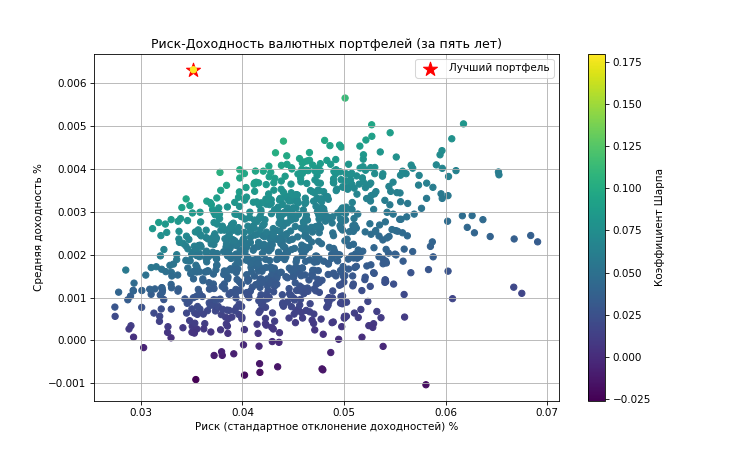 Риск-Доходность валютных портфелей (за пять лет)
Лучший портфель
Средняя доходность %
0.006
0.005
0.004
0.003
0.002
0.001
0.000
−0.001
0.03 0.04 0.05 0.06 0.07
Риск (стандартное отклонение доходностей) %
0.175
0.150
0.125
0.100
0.075
0.050
0.025
0.000
−0.025
Коэффициент Шарпа